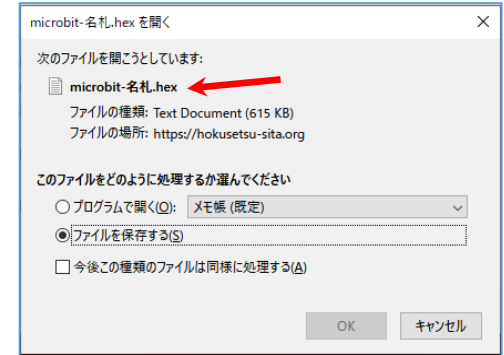 microbit-名札.hex を開く
次のファイルを開こうとしています:
microbit-名札.hex
ファイルの種類: Text Document (615 KB)
ファイルの場所: https://hokusetsu-sita.org
このファイルをどのように処理するか選んでください
プログラムで開く(O): メモ帳 (既定)
ファイルを保存する(S)
今後この種類のファイルは同様に処理する(A)
OK キャンセル